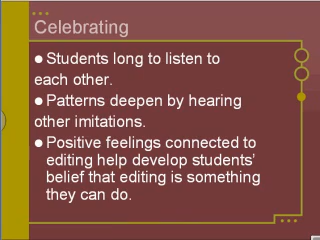 Celebrating
● Students long to listen to
each other.
● Patterns deepen by hearing
other imitations.
● Positive feelings connected to
editing help develop students'
belief that editing is something
they can do.